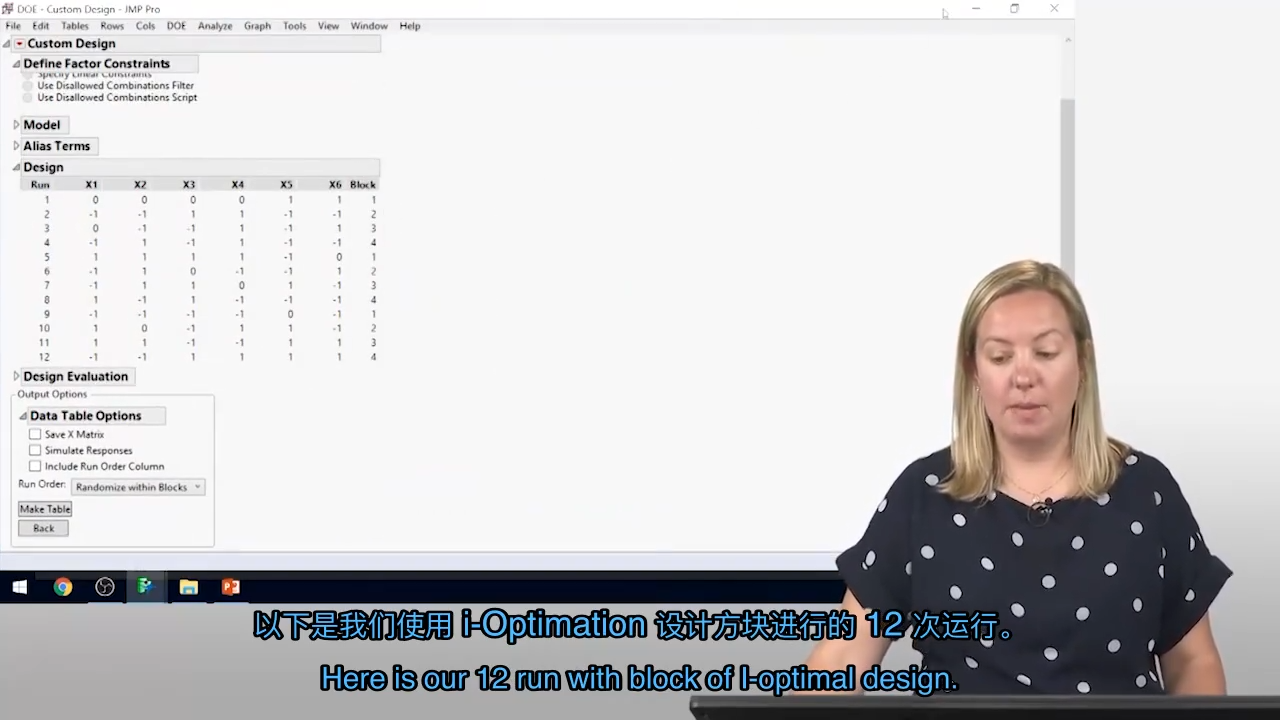 DOE - Custom Design - JMP Pro
File Edit Tables Rows Cols DOE Analyze Graph Tools View Window Help
Custom Design
Define Factor Constraints
Specify Linear Constraints
Use Disallowed Combinations Filter
Use Disallowed Combinations Script
Model
Alias Terms
Design
Run X1 X2 X3 X4 X5 X6 Block
1 0 0 0 0 1 1 1
2 -1 -1 1 1 -1 -1 2
3 0 -1 -1 1 1 1 3
4 -1 1 -1 1 -1 -1 4
5 1 1 1 1 -1 0 1
6 -1 1 0 -1 -1 1 2
7 -1 1 1 0 1 -1 3
8 1 -1 1 -1 -1 -1 4
9 -1 -1 -1 -1 0 -1 1
10 1 0 -1 1 1 -1 2
11 1 1 -1 -1 1 1 3
12 -1 -1 1 1 1 1 4
Design Evaluation
Output Options
Data Table Options
Save X Matrix
Simulate Responses
Include Run Order Column
Run Order: Randomize within Blocks
Make Table
Back
以下是我们使用 i-Optimation 设计方块进行的 12 次运行。
Here is our 12 run with block of I-optimal design.